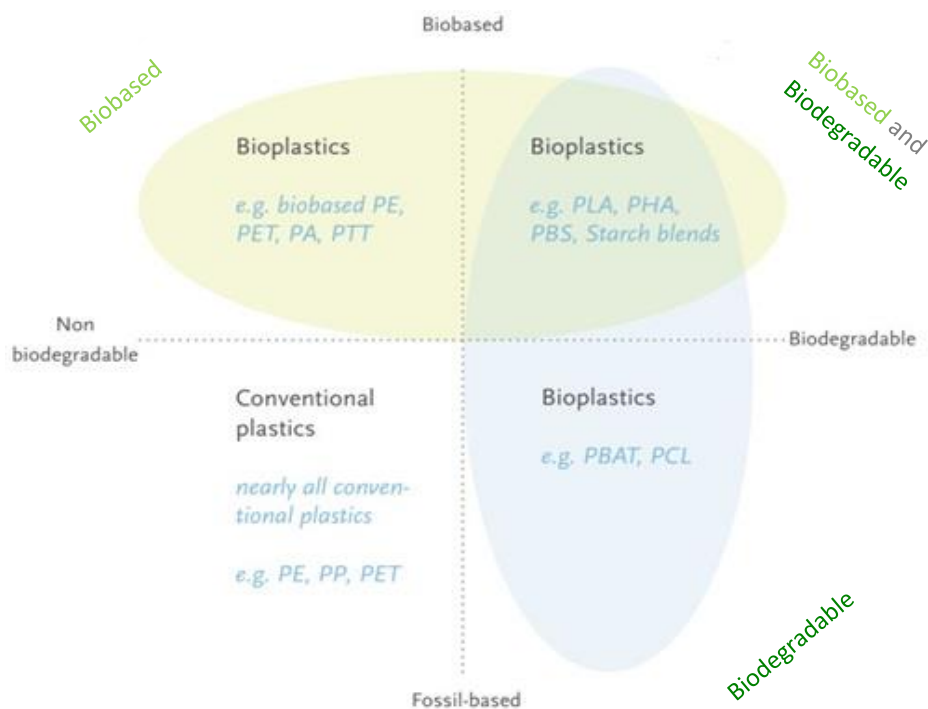 Biobased
Biobased
Biobased and
Biodegradable
Bioplastics
e.g. biobased PE,
PET, PA, PTT
Bioplastics
e.g. PLA, PHA,
PBS, Starch blends
Non
biodegradable
Biodegradable
Conventional
plastics
nearly all conven-
tional plastics
e.g. PE, PP, PET
Bioplastics
e.g. PBAT, PCL
Biodegradable
Fossil-based